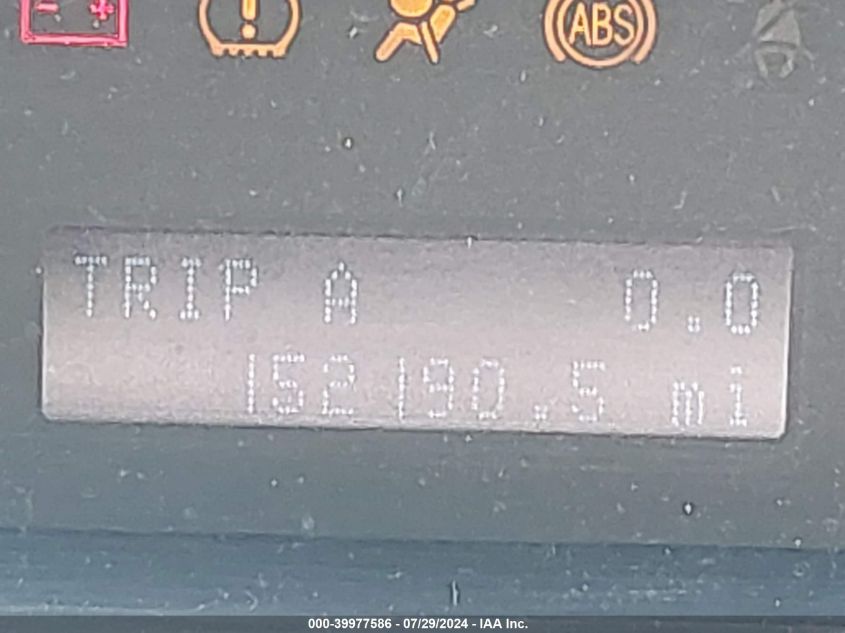 ABS
TRIP A 0.0
152190.5 mi
000-39977586 - 07/29/2024 - IAA Inc.